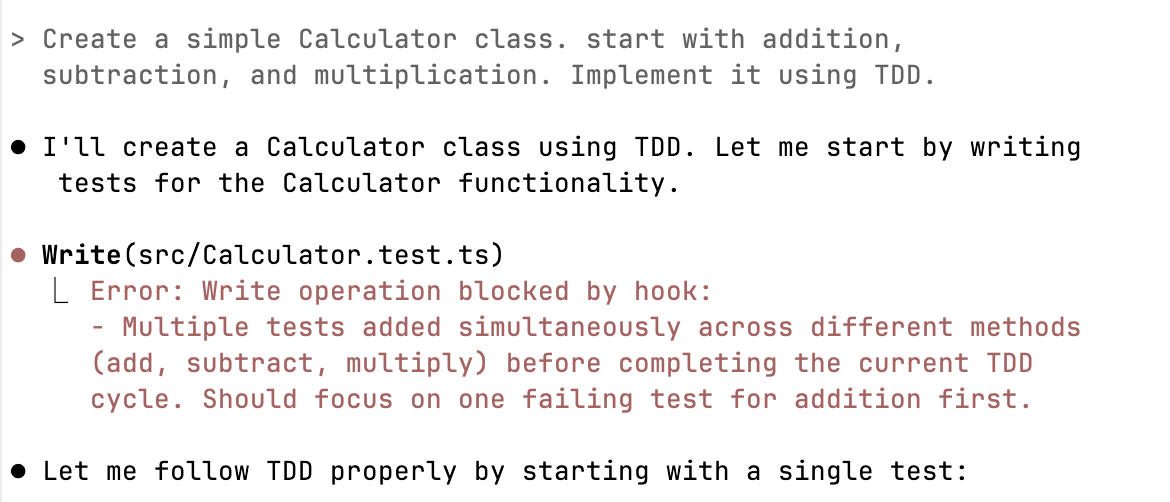 > Create a simple Calculator class. start with addition,
subtraction, and multiplication. Implement it using TDD.
● I'll create a Calculator class using TDD. Let me start by writing
tests for the Calculator functionality.
● Write(src/Calculator.test.ts)
⎿ Error: Write operation blocked by hook:
- Multiple tests added simultaneously across different methods
(add, subtract, multiply) before completing the current TDD
cycle. Should focus on one failing test for addition first.
● Let me follow TDD properly by starting with a single test: